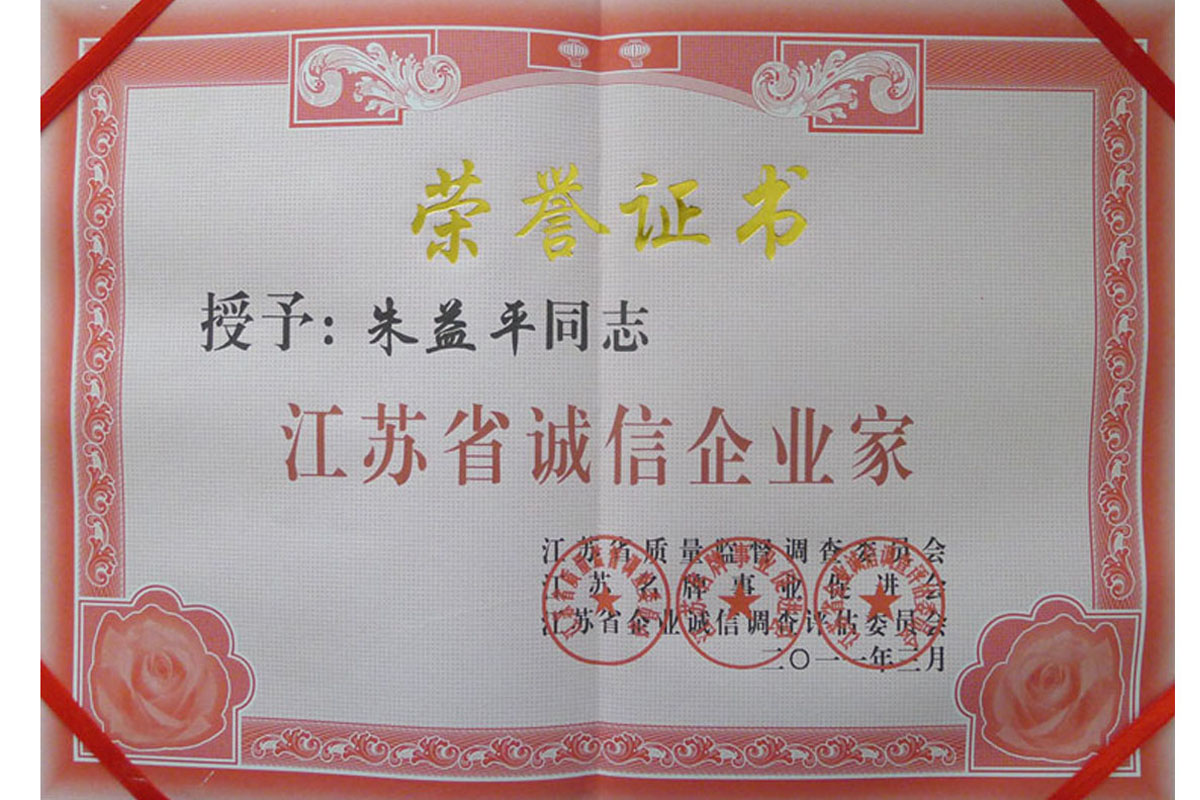 荣誉证书
授予：朱益平同志
江苏省诚信企业家
江苏省质量监督调查委员会
江苏名牌事业促进会
江苏省企业诚信调查评估委员会
二〇一一年三月